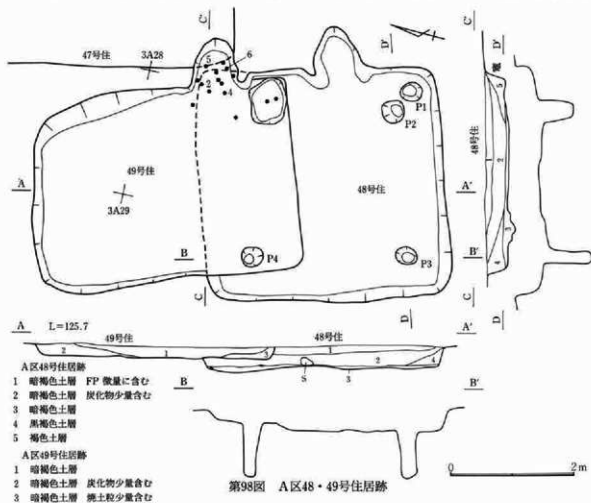 C'
47号住
3A28
5
6
2
4
D'
P1
P2
49号住
48号住
A
3A29
A'
B
P4
P3
B'
C
D
C' D'
5
48号住
2
A'
3
B'
4
C
D
A L=125.7
49号住
48号住
A'
2
1
3
1
2
4
B
S
3
B'
A区48号住居跡
1 暗褐色土層 FP微量に含む
2 暗褐色土層 炭化物少量含む
3 暗褐色土層
4 黒褐色土層
5 褐色土層
A区49号住居跡
1 暗褐色土層
2 暗褐色土層 炭化物少量含む
3 暗褐色土層 焼土粒少量含む
第98図 A区48・49号住居跡
0
2m